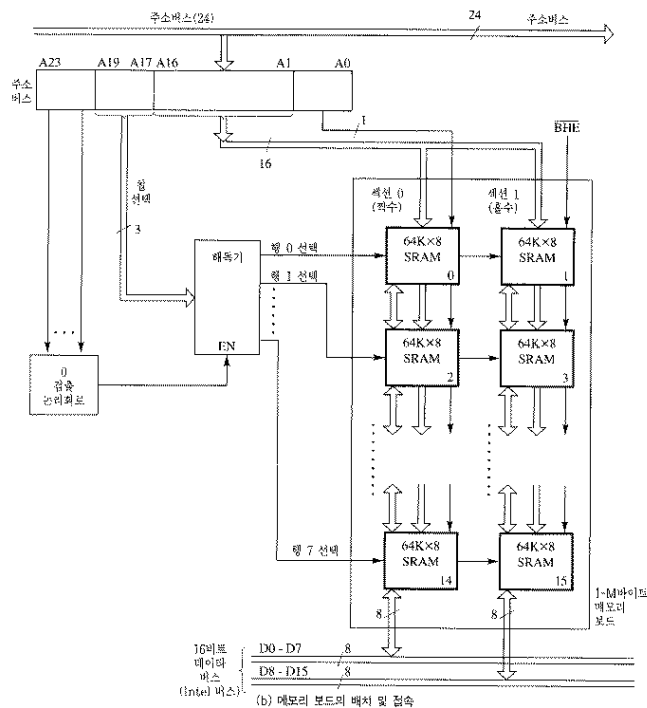 주소버스(24)
24
주소버스
A23
A19
A17
A16
A1
A0
주소
버스
1
16
BHE
칩
선택
3
섹션 0
(짝수)
섹션 1
(홀수)
해독기
EN
행 0 선택
행 1 선택
행 7 선택
64K×8
SRAM
0
64K×8
SRAM
1
64K×8
SRAM
2
64K×8
SRAM
3
0
검출
논리회로
64K×8
SRAM
14
64K×8
SRAM
15
8
8
1-M바이트
메모리
보드
16비트
데이타
버스
(Intel 버스)
D0 - D7
8
D8 - D15
8
(b) 메모리 보드의 배치 및 접속